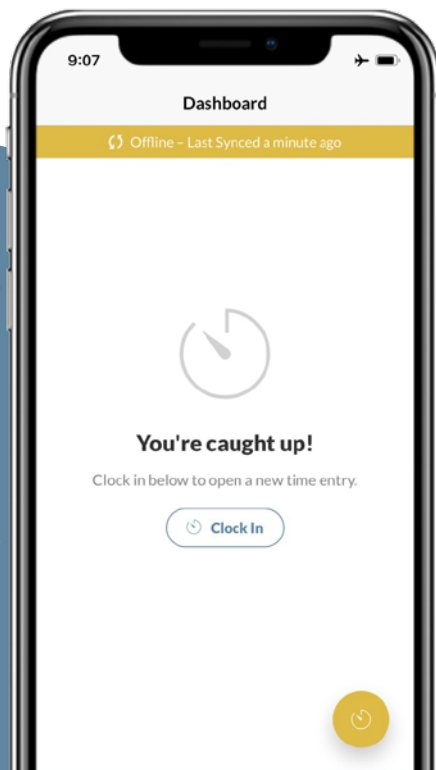 9:07
Dashboard
Offline – Last Synced a minute ago
You're caught up!
Clock in below to open a new time entry.
Clock In